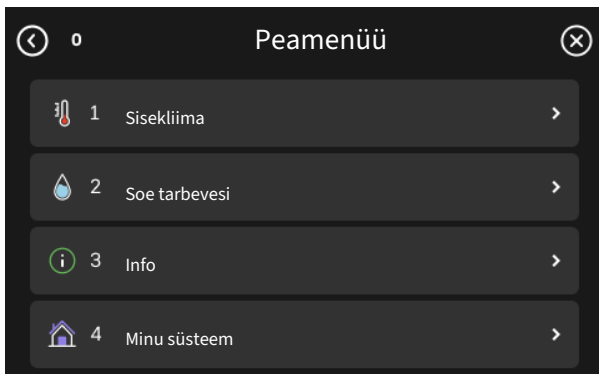 0 Peamenüü
1 Sisekliima
2 Soe tarbevesi
3 Info
4 Minu süsteem